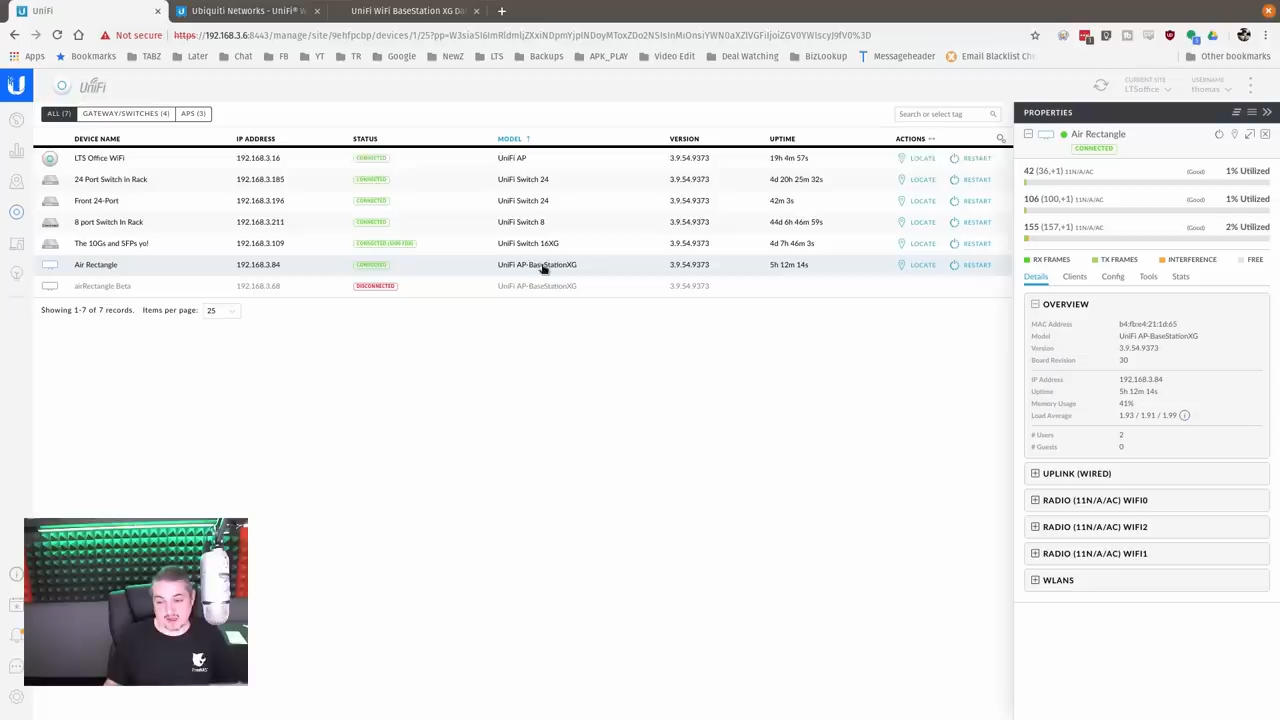 UniFi
Ubiquiti Networks - UniFi® W
UniFi WiFi BaseStation XG Da
Not secure
https://192.168.3.6:8443/manage/site/9ehfpcbp/devices/1/25?pp=
Apps Bookmarks TABZ Later Chat FB YT TR Google NewZ LTS Backups APK_PLAY Video Edit Deal Watching BizLookup Messageheader Email Blacklist Ch Other bookmarks
UniFi
CURRENT SITE
LTSoffice
USERNAME
thomas
ALL (7) GATEWAY/SWITCHES (4) APS (3)
Search or select tag
DEVICE NAME IP ADDRESS STATUS MODEL ↑ VERSION UPTIME ACTIONS ↔
LTS Office WiFi 192.168.3.16 CONNECTED UniFi AP 3.9.54.9373 19h 4m 57s LOCATE RESTART
24 Port Switch In Rack 192.168.3.185 CONNECTED UniFi Switch 24 3.9.54.9373 4d 20h 25m 32s LOCATE RESTART
Front 24-Port 192.168.3.196 CONNECTED UniFi Switch 24 3.9.54.9373 42m 3s LOCATE RESTART
8 port Switch In Rack 192.168.3.211 CONNECTED UniFi Switch 8 3.9.54.9373 44d 6h 46m 59s LOCATE RESTART
The 10Gs and SFPs yo! 192.168.3.109 CONNECTED UniFi Switch 16XG 3.9.54.9373 4d 7h 46m 3s LOCATE RESTART
Air Rectangle 192.168.3.84 CONNECTED UniFi AP-BaseStationXG 3.9.54.9373 5h 12m 14s LOCATE RESTART
airRectangle Beta 192.168.3.68 DISCONNECTED UniFi AP-BaseStationXG 3.9.54.9373
Showing 1-7 of 7 records. Items per page: 25
PROPERTIES
Air Rectangle
CONNECTED
42 (36,+1) 11N/A/AC (Good) 1% Utilized
106 (100,+1) 11N/A/AC (Good) 1% Utilized
155 (157,+1) 11N/A/AC (Good) 2% Utilized
RX FRAMES TX FRAMES INTERFERENCE FREE
Details Clients Config Tools Stats
OVERVIEW
MAC Address b4:fb:e4:21:1d:65
Model UniFi AP-BaseStationXG
Version 3.9.54.9373
Board Revision 30
IP Address 192.168.3.84
Uptime 5h 12m 14s
Memory Usage 41%
Load Average 1.93 / 1.91 / 1.99
# Users 2
# Guests 0
UPLINK (WIRED)
RADIO (11N/A/AC) WIFI0
RADIO (11N/A/AC) WIFI2
RADIO (11N/A/AC) WIFI1
WLANS
FreeNAS